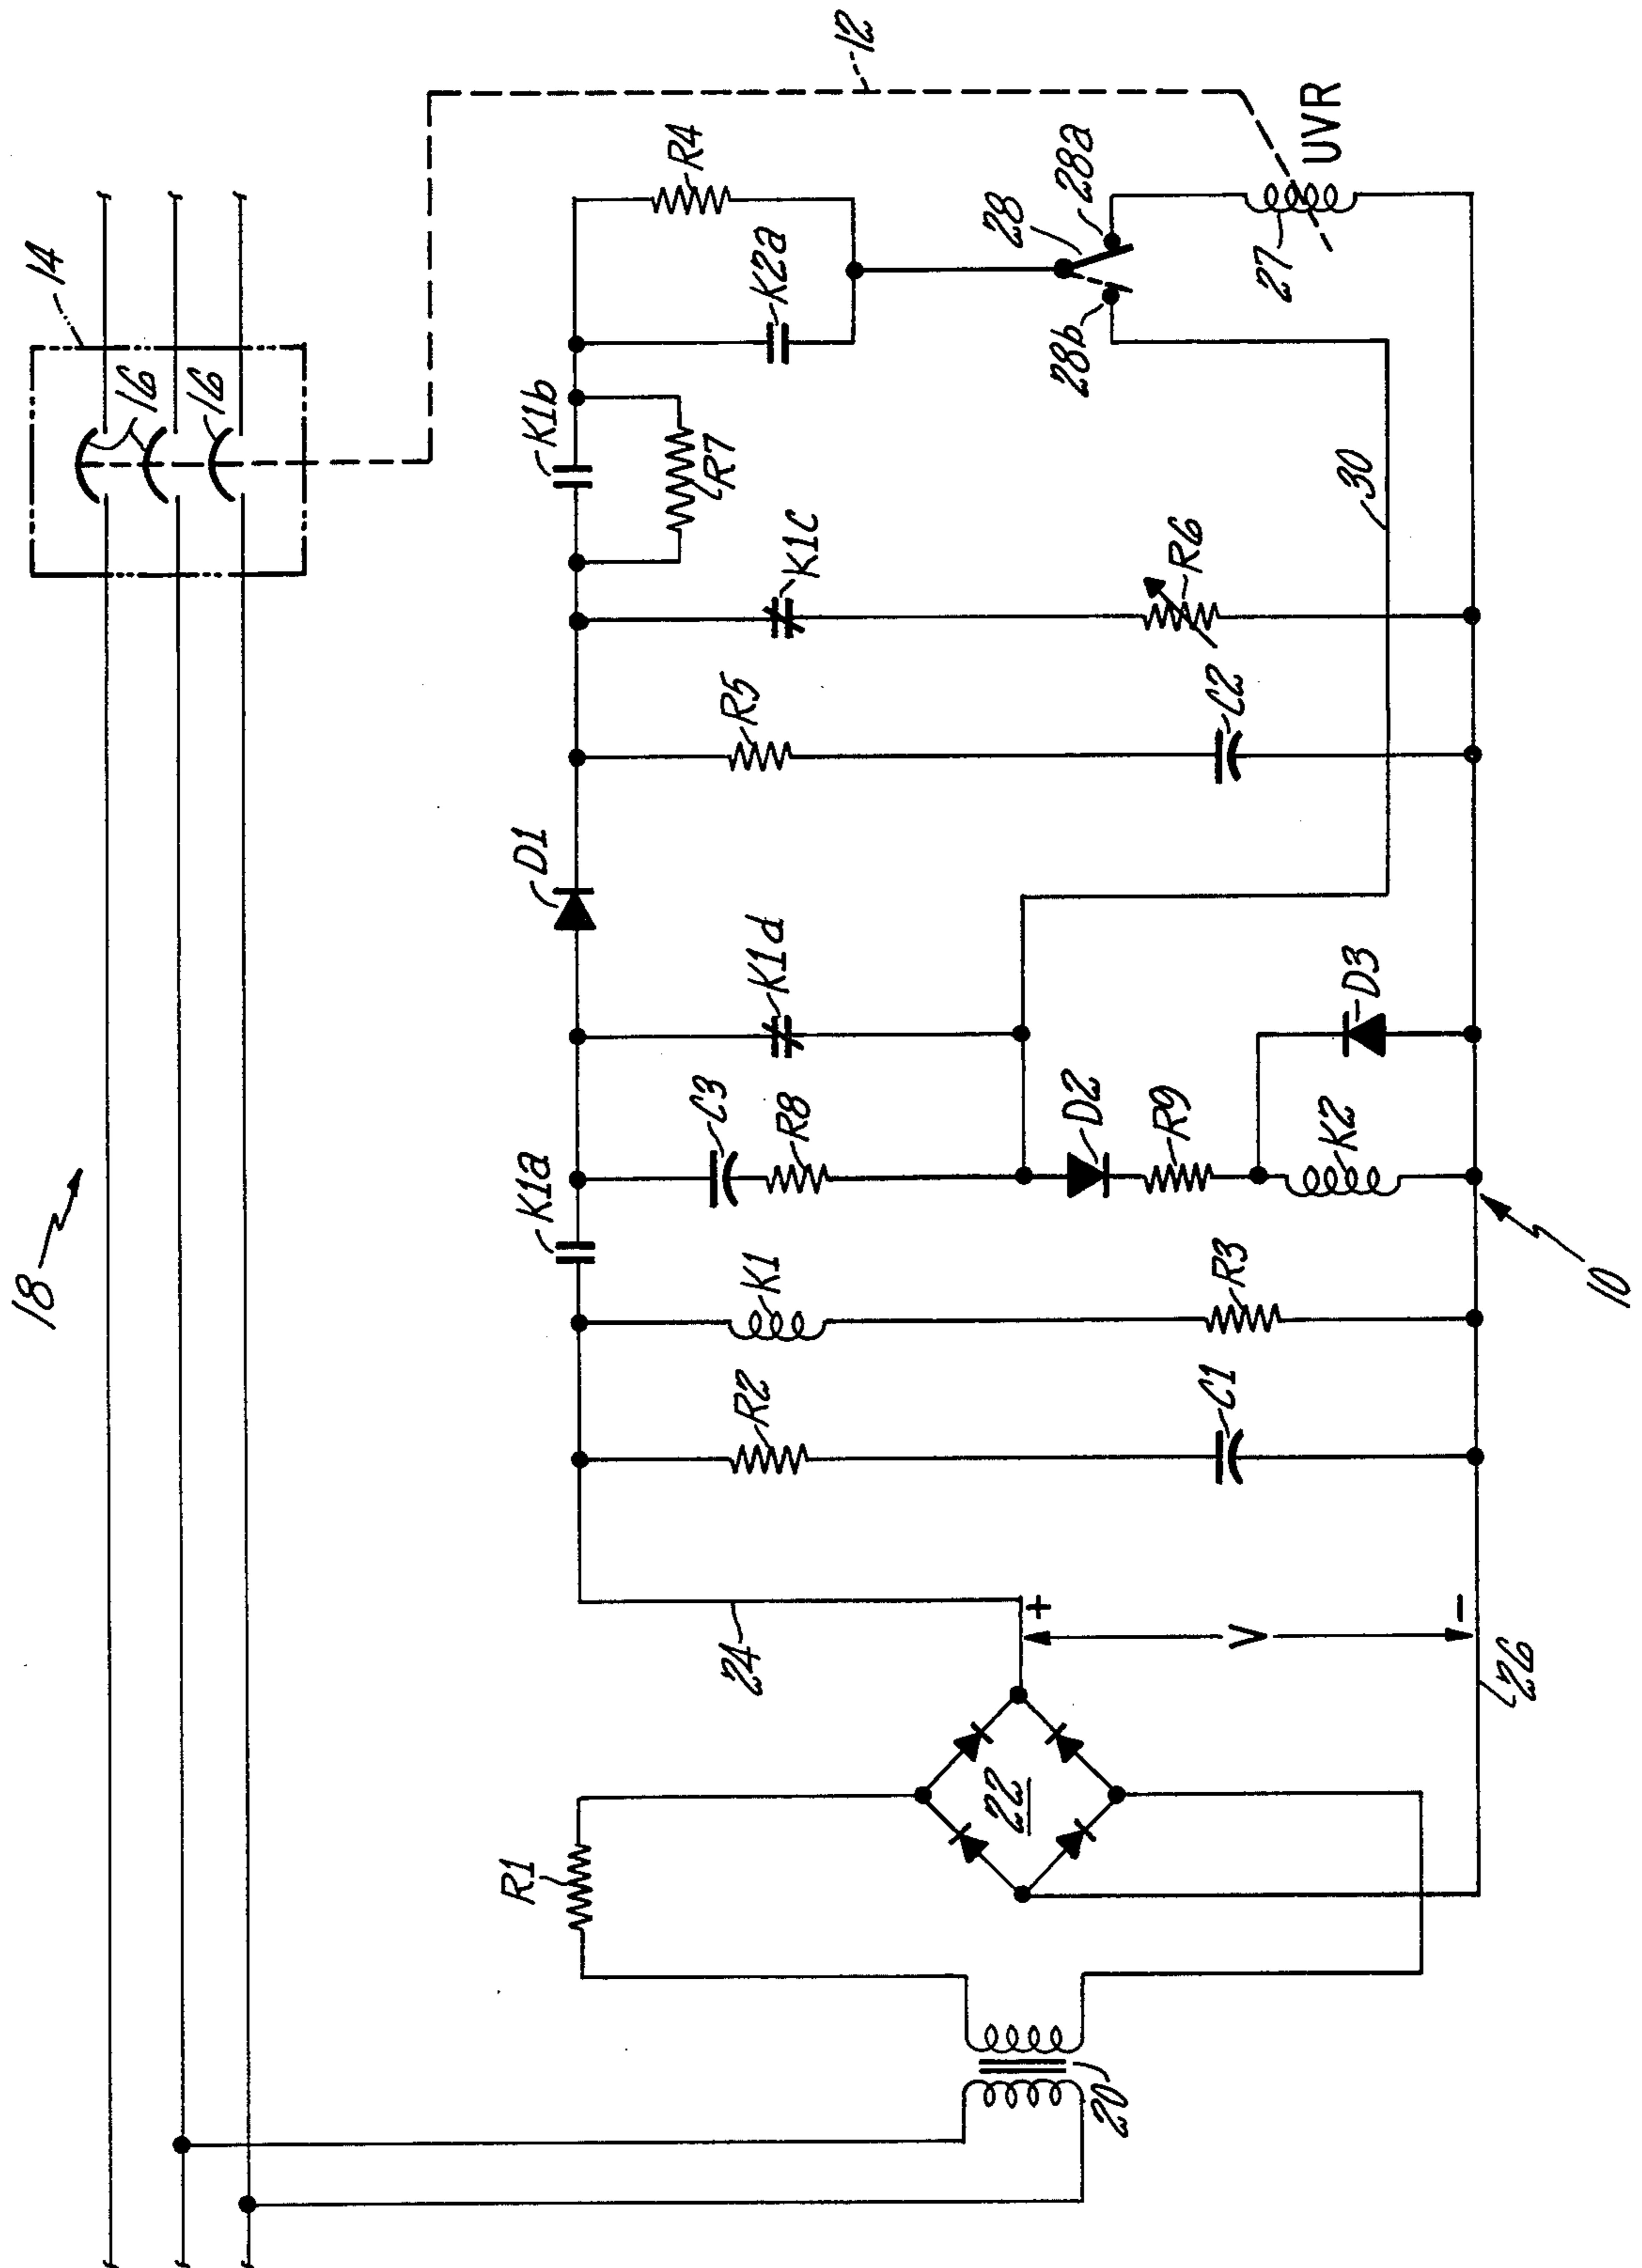 18
14
16
16
12
R1
20
22
24
26
+
V
-
R2
C1
K1
R3
K1a
C3
R8
D2
R9
K2
D3
K1d
D1
10
R5
C2
K1C
R6
K1b
R7
30
K2a
R4
28
28a
28b
27
UVR